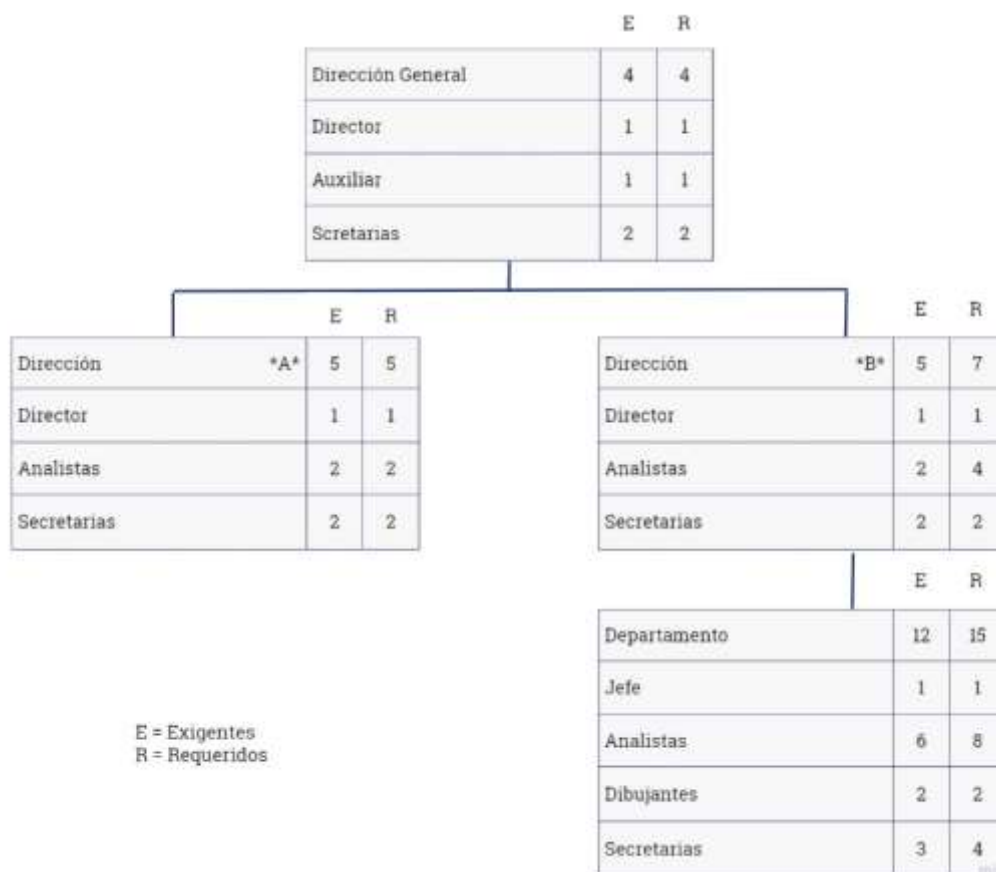 E R
Dirección General 4 4
Director 1 1
Auxiliar 1 1
Scretarias 2 2
E R
Dirección *A* 5 5
Director 1 1
Analistas 2 2
Secretarias 2 2
E R
Dirección *B* 5 7
Director 1 1
Analistas 2 4
Secretarias 2 2
E R
Departamento 12 15
Jefe 1 1
Analistas 6 8
Dibujantes 2 2
Secretarias 3 4
E = Exigentes
R = Requeridos